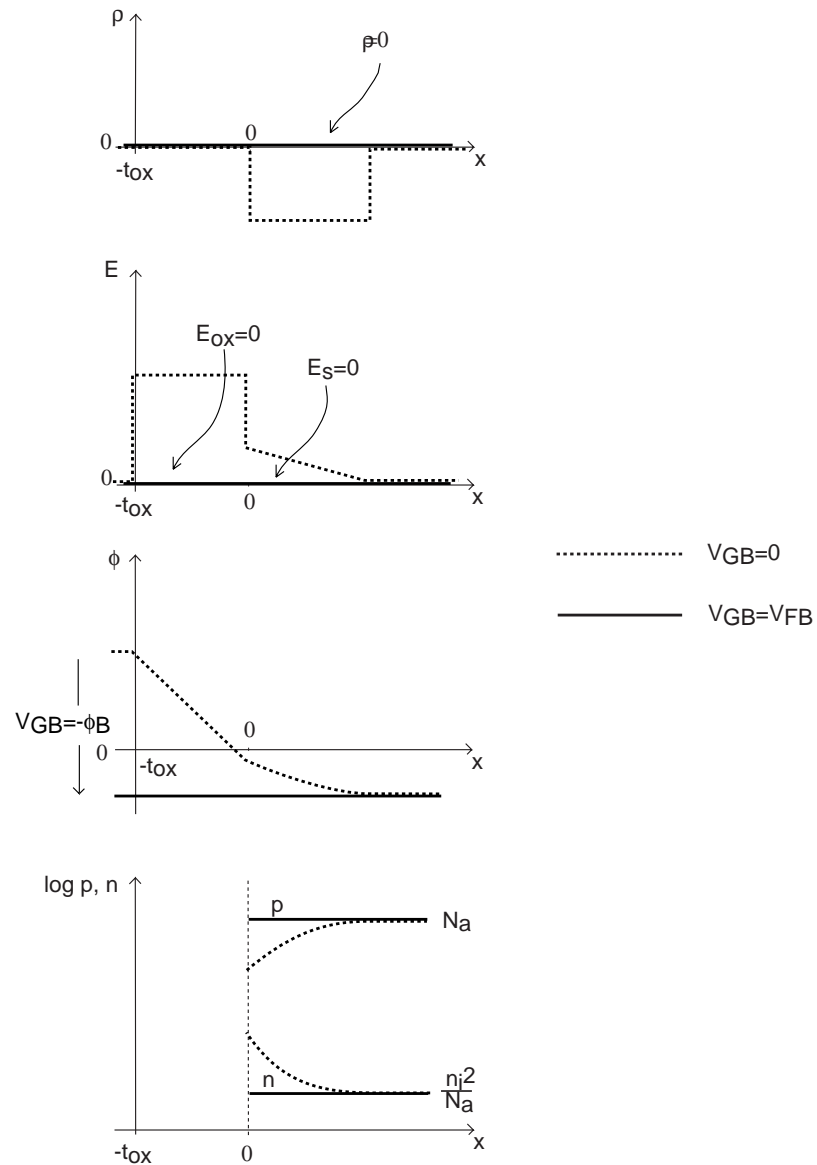 ρ
ρ=0
0
0
-tox
x
E
Eox=0
Es=0
0
-tox
0
x
VGB=0
VGB=VFB
ϕ
VGB=-ϕB
0
0
-tox
x
log p, n
p
Na
n
ni2
Na
-tox
0
x